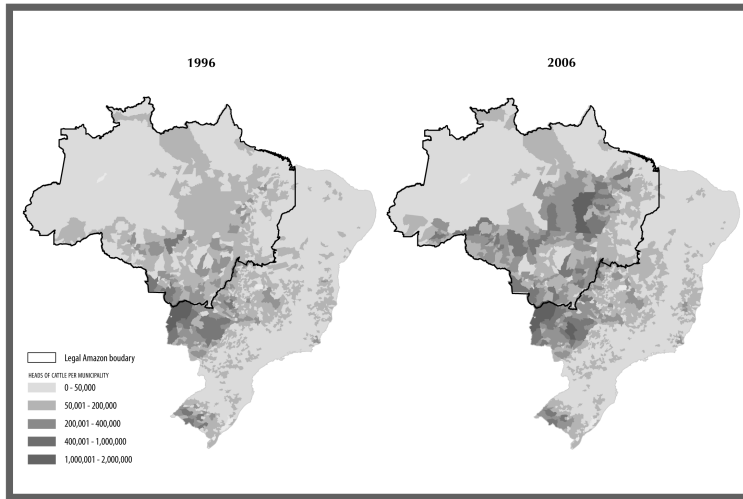 1996
2006
Legal Amazon boudary
HEADS OF CATTLE PER MUNICIPALITY
0 - 50,000
50,001 - 200,000
200,001 - 400,000
400,001 - 1,000,000
1,000,001 - 2,000,000